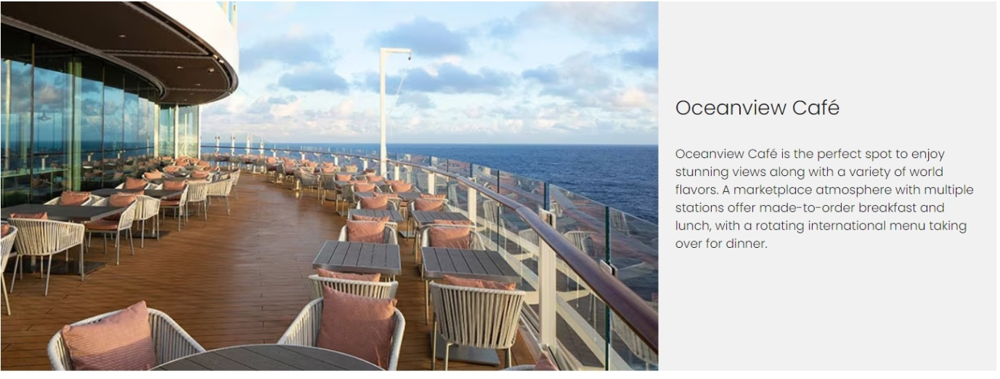 Oceanview Café
Oceanview Café is the perfect spot to enjoy
stunning views along with a variety of world
flavors. A marketplace atmosphere with multiple
stations offer made-to-order breakfast and
lunch, with a rotating international menu taking
over for dinner.